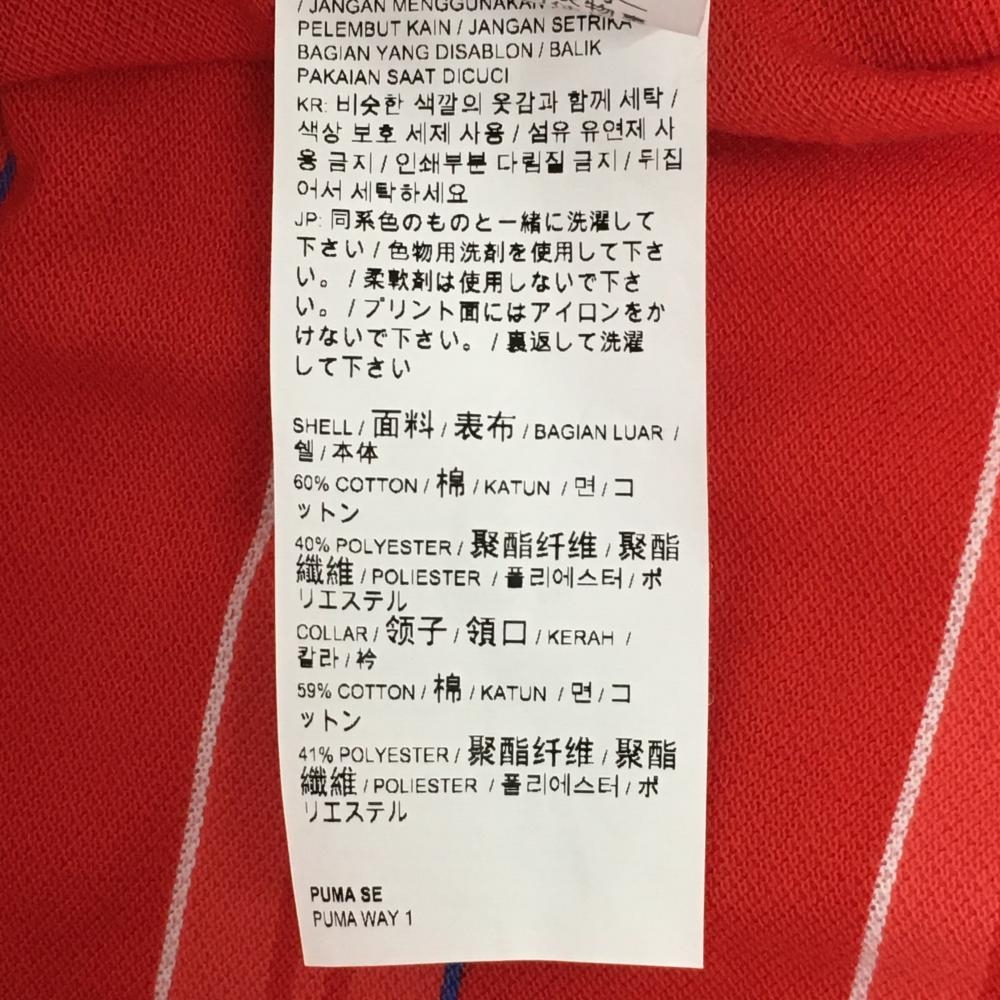 / JANGAN MENGGUNAKAN
PELEMBUT KAIN / JANGAN SETRIKA
BAGIAN YANG DISABLON / BALIK
PAKAIAN SAAT DICUCI
KR: 비슷한 색깔의 옷감과 함께 세탁 /
색상 보호 세제 사용 / 섬유 유연제 사
용 금지 / 인쇄부분 다림질 금지 / 뒤집
어서 세탁하세요
JP: 同系色のものと一緒に洗濯して
下さい / 色物用洗剤を使用して下さ
い。 / 柔軟剤は使用しないで下さ
い。 / プリント面にはアイロンをか
けないで下さい。 / 裏返して洗濯
して下さい
SHELL / 面料 / 表布 / BAGIAN LUAR /
쉘 / 本体
60% COTTON / 棉 / KATUN / 면 / コ
ットン
40% POLYESTER / 聚酯纤维 / 聚酯
纖維 / POLIESTER / 폴리에스터 / ポ
リエステル
COLLAR / 领子 / 領口 / KERAH /
칼라 / 衿
59% COTTON / 棉 / KATUN / 면 / コ
ットン
41% POLYESTER / 聚酯纤维 / 聚酯
纖維 / POLIESTER / 폴리에스터 / ポ
リエステル
PUMA SE
PUMA WAY 1